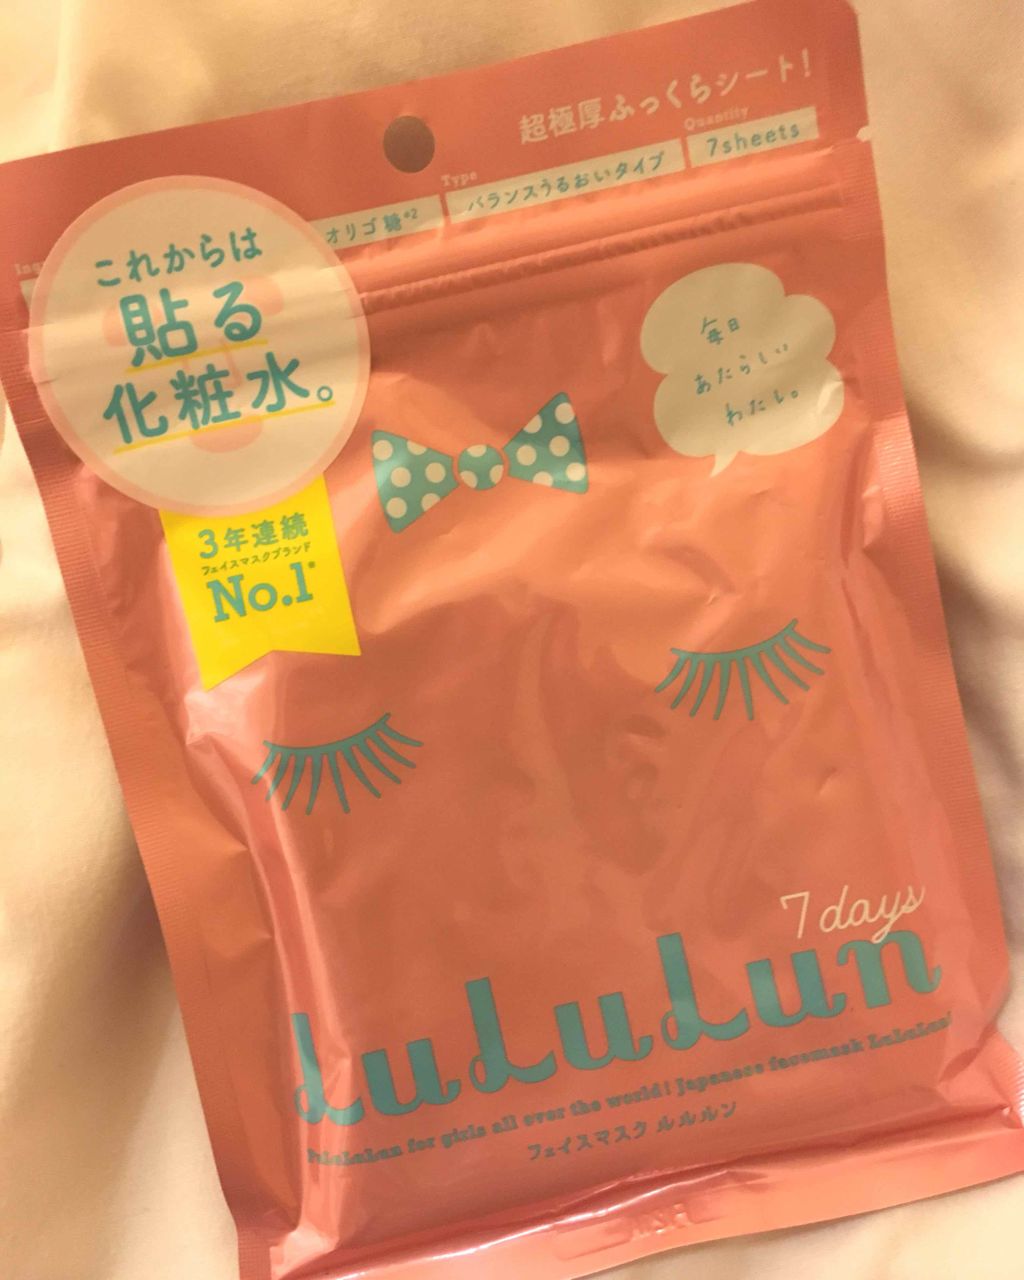 超極厚ふっくらシート!
Type
Quantity
オリゴ糖※2
バランスうるおいタイプ
7sheets
これからは
貼る
化粧水。
毎日
あたらしい
わたし。
3年連続
フェイスマスクブランド
No.1※
7days
LuLuLun
PuLuLuLun for girls all over the world! Japanese facemask LuLuLun!
フェイスマスク ルルルン